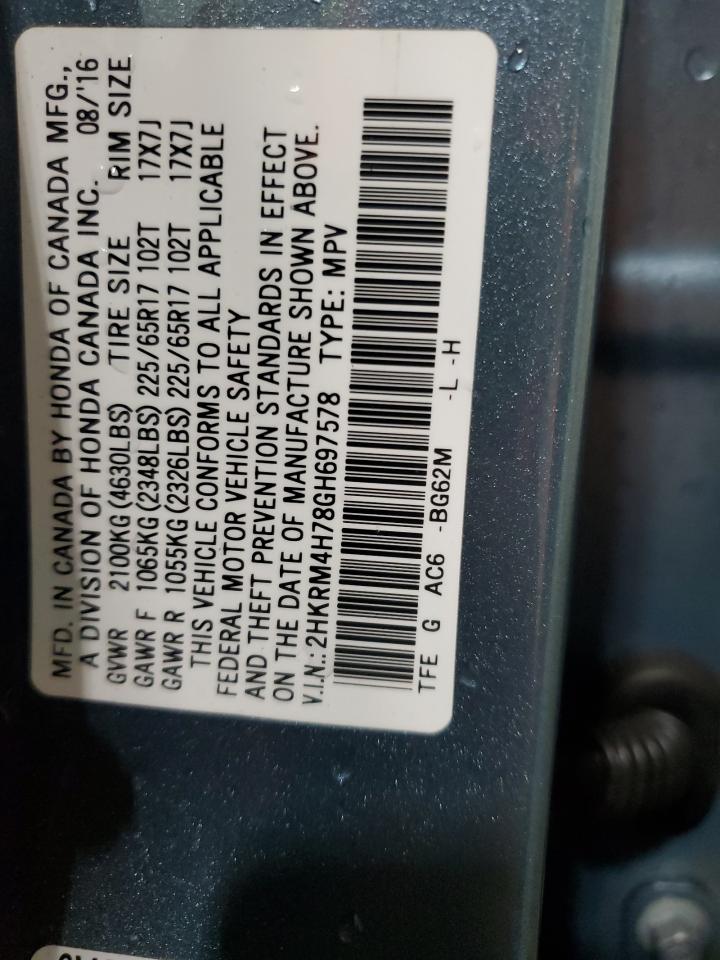 MFD. IN CANADA BY HONDA OF CANADA MFG.,
A DIVISION OF HONDA CANADA INC. 08/'16
GVWR 2100KG (4630LBS) TIRE SIZE RIM SIZE
GAWR F 1065KG (2348LBS) 225/65R17 102T 17X7J
GAWR R 1055KG (2326LBS) 225/65R17 102T 17X7J
THIS VEHICLE CONFORMS TO ALL APPLICABLE
FEDERAL MOTOR VEHICLE SAFETY
AND THEFT PREVENTION STANDARDS IN EFFECT
ON THE DATE OF MANUFACTURE SHOWN ABOVE.
V.I.N.:2HKRM4H78GH697578 TYPE: MPV
TFE G AC6 -BG62M -L -H